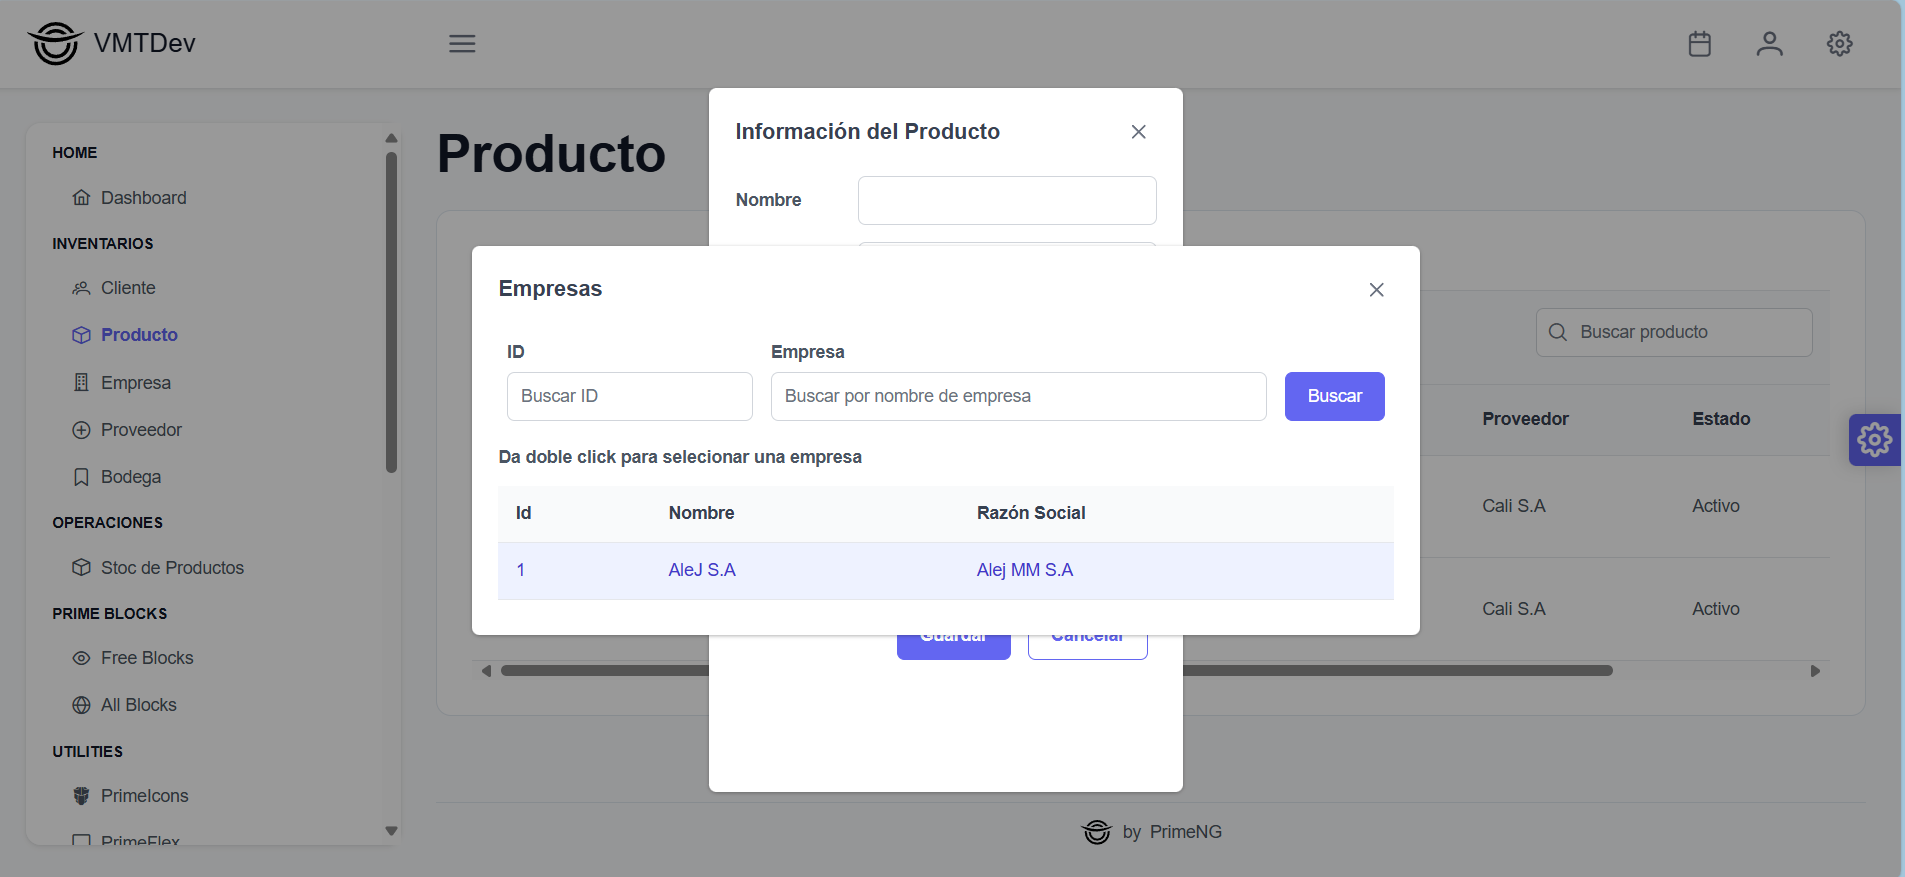 VMTDev
HOME
Dashboard
INVENTARIOS
Cliente
Producto
Empresa
Proveedor
Bodega
OPERACIONES
Stoc de Productos
PRIME BLOCKS
Free Blocks
All Blocks
UTILITIES
PrimeIcons
PrimeFlex
Producto
Información del Producto
Nombre
Empresas
ID
Empresa
Buscar ID
Buscar por nombre de empresa
Buscar
Da doble click para selecionar una empresa
Id Nombre Razón Social
1 AleJ S.A Alej MM S.A
Guardar
Cancelar
Buscar producto
Proveedor Estado
Cali S.A Activo
Cali S.A Activo
by PrimeNG